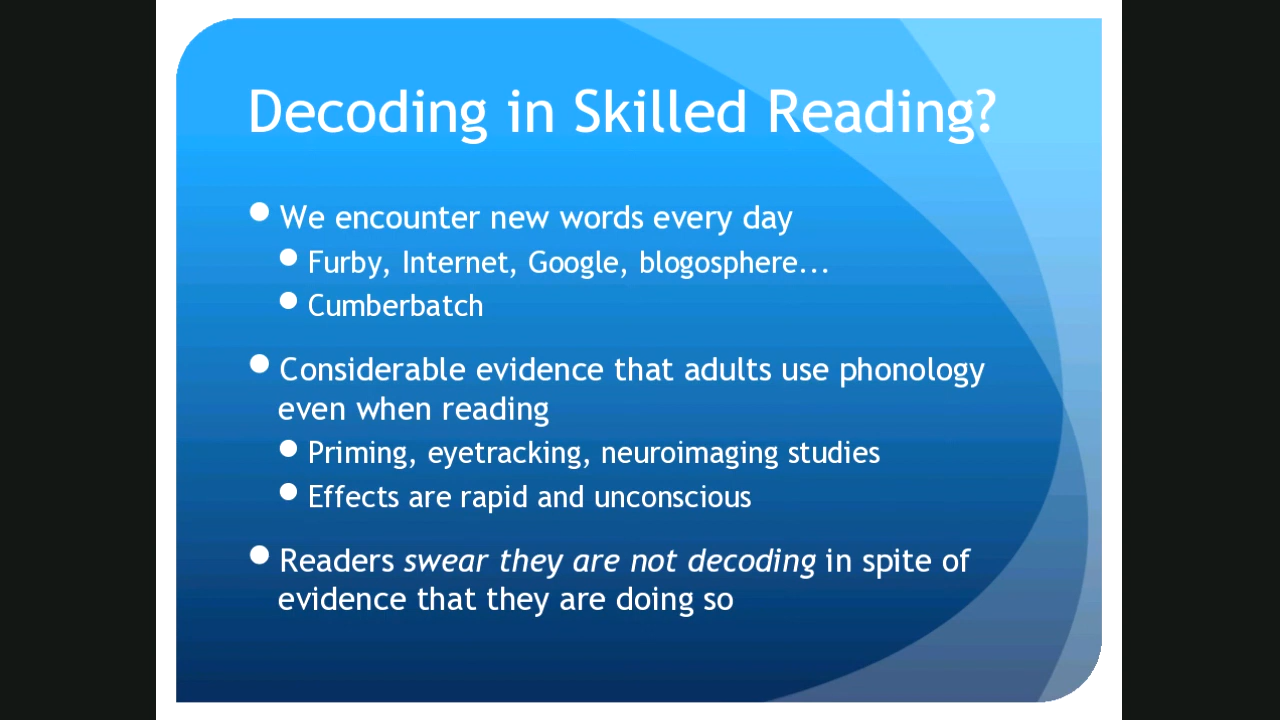 Decoding in Skilled Reading?
We encounter new words every day
Furby, Internet, Google, blogosphere...
Cumberbatch
Considerable evidence that adults use phonology
even when reading
Priming, eyetracking, neuroimaging studies
Effects are rapid and unconscious
Readers swear they are not decoding in spite of
evidence that they are doing so